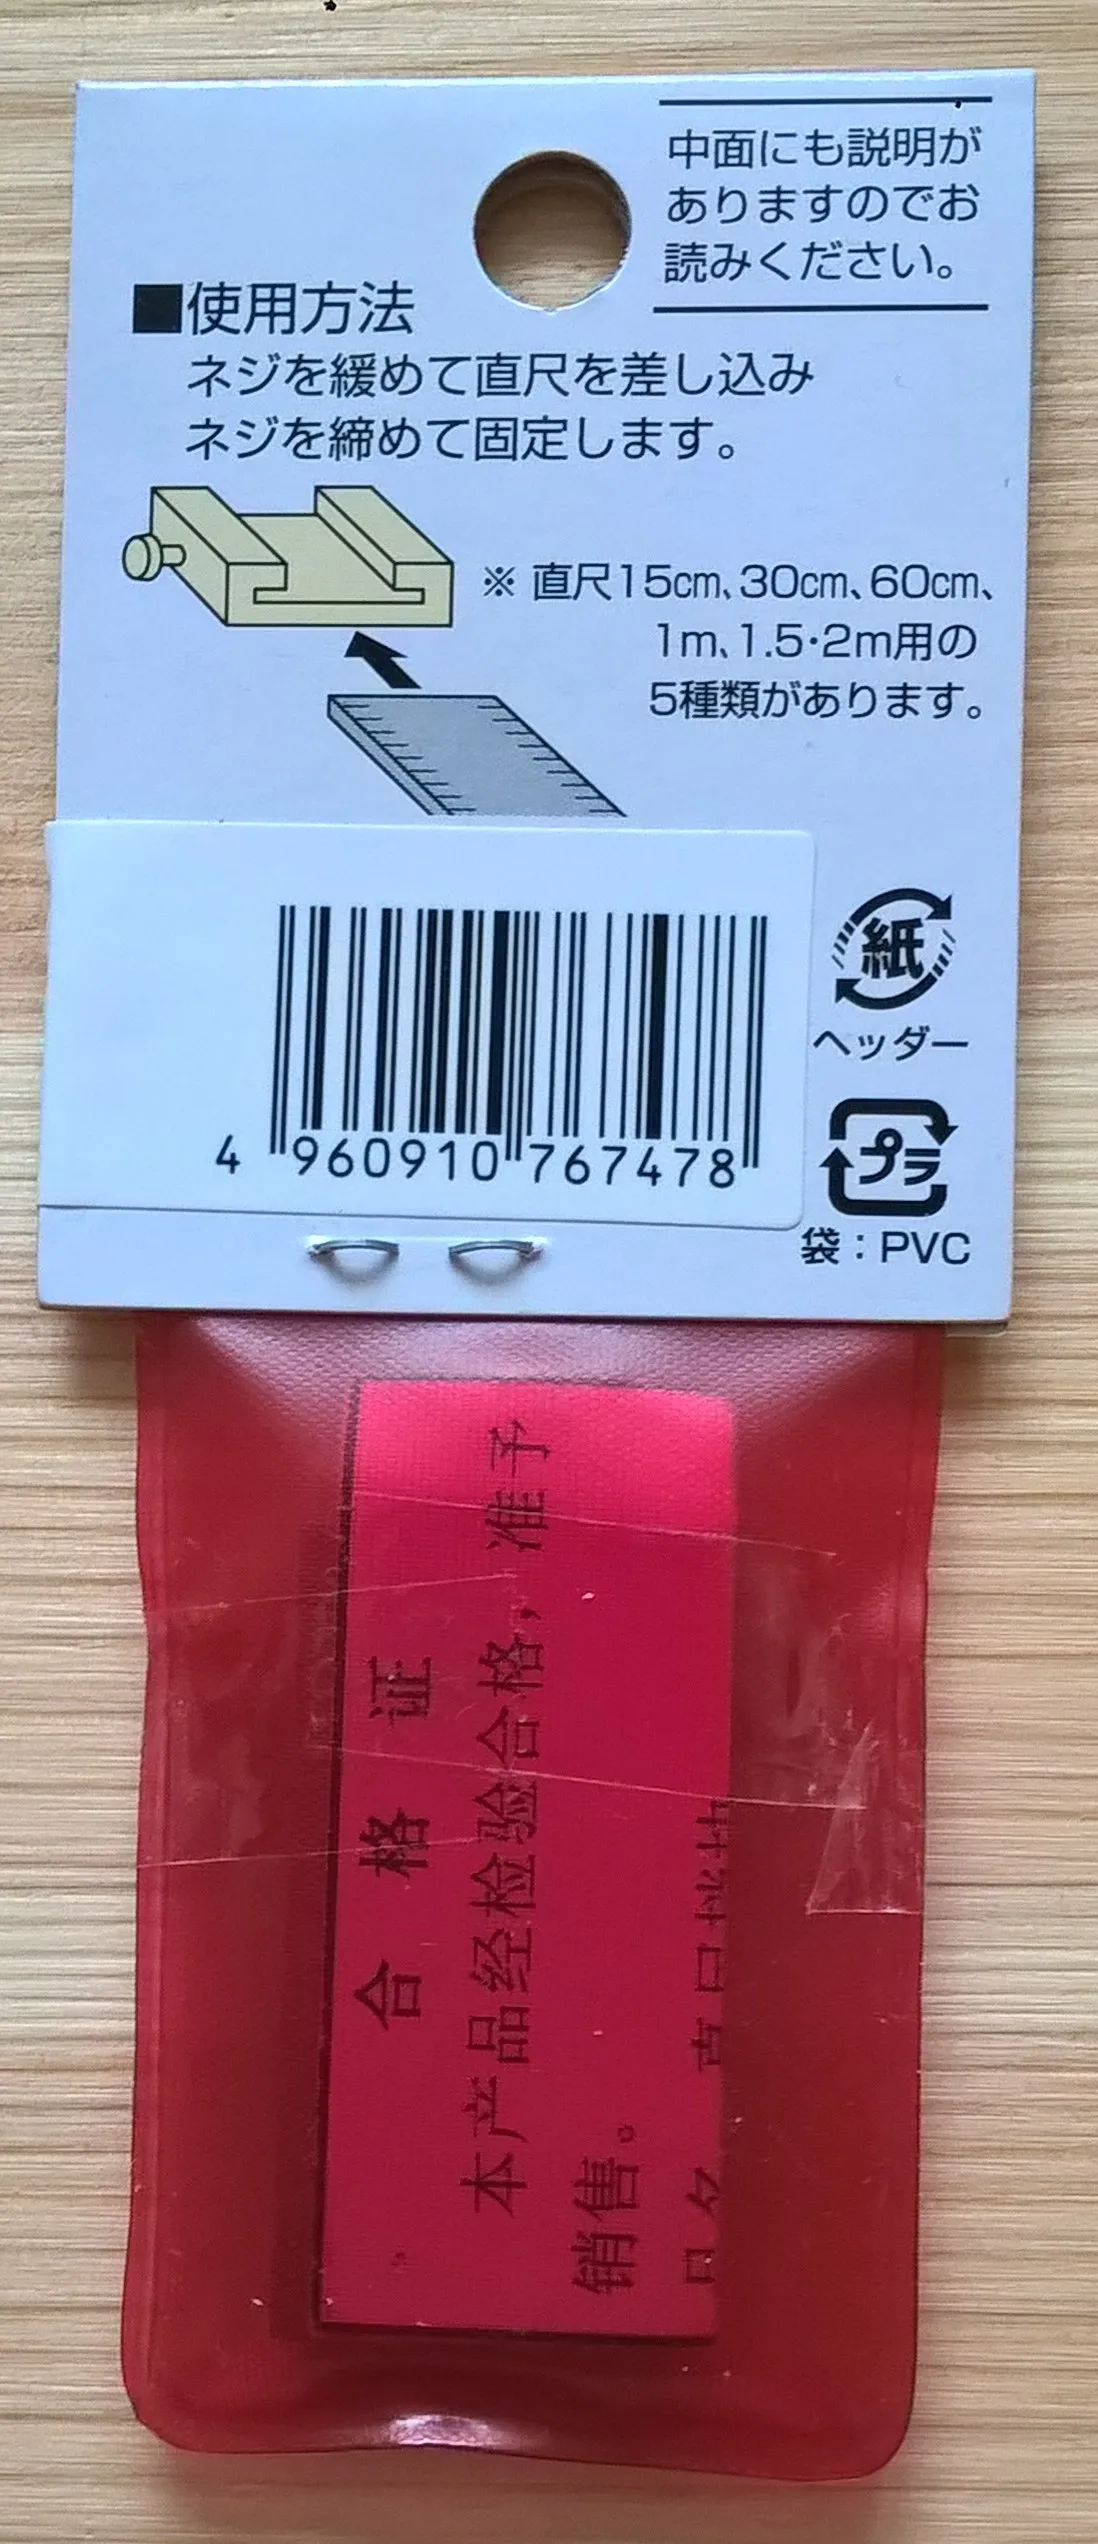 中面にも説明が
ありますのでお
読みください。
■使用方法
ネジを緩めて直尺を差し込み
ネジを締めて固定します。
※ 直尺15cm、30cm、60cm、
1m、1.5・2m用の
5種類があります。
4 960910 767478
紙
ヘッダー
プラ
袋：PVC
合格证
本产品经检验合格，准予
销售。